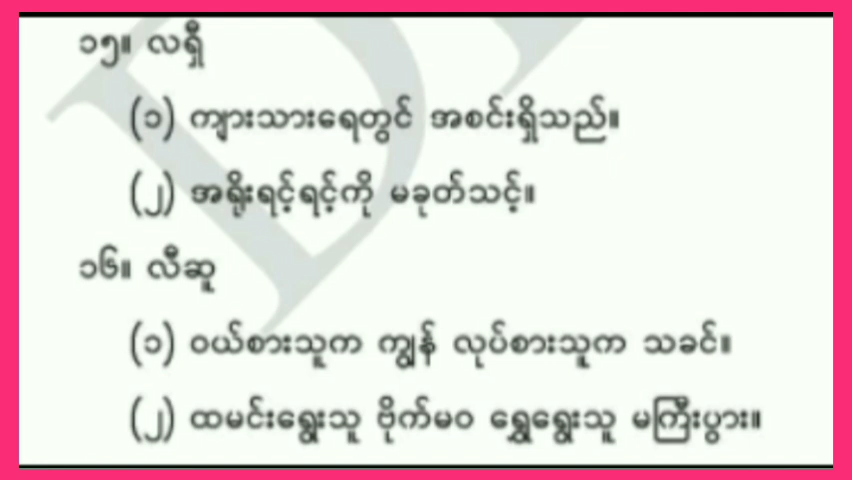 ၁၅။ လရှီ
(၁) ကျားသားရေတွင် အစင်းရှိသည်။
(၂) အရိုးရင့်ရင့်ကို မခုတ်သင့်။
၁၆။ လီဆူ
(၁) ဝယ်စားသူက ကျွန် လုပ်စားသူက သခင်။
(၂) ထမင်းရွေးသူ ဗိုက်မဝ ရွှေရွေးသူ မကြီးပွား။